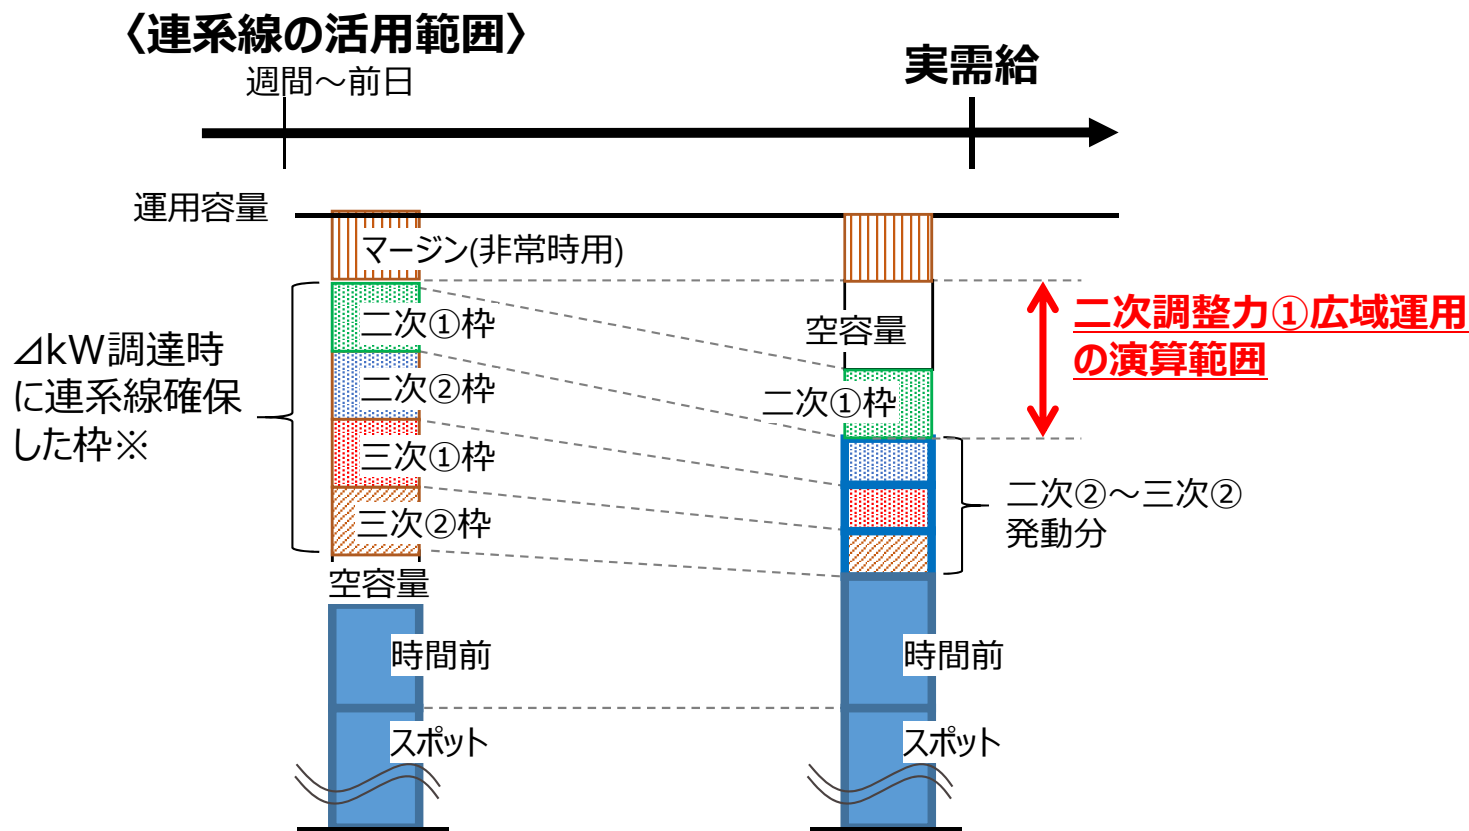 〈連系線の活用範囲〉
週間～前日
実需給
運用容量
マージン(非常時用)
二次①枠
二次②枠
三次①枠
三次②枠
空容量
時間前
スポット
⊿kW調達時
に連系線確保
した枠※
空容量
二次①枠
二次調整力①広域運用
の演算範囲
二次②～三次②
発動分
時間前
スポット